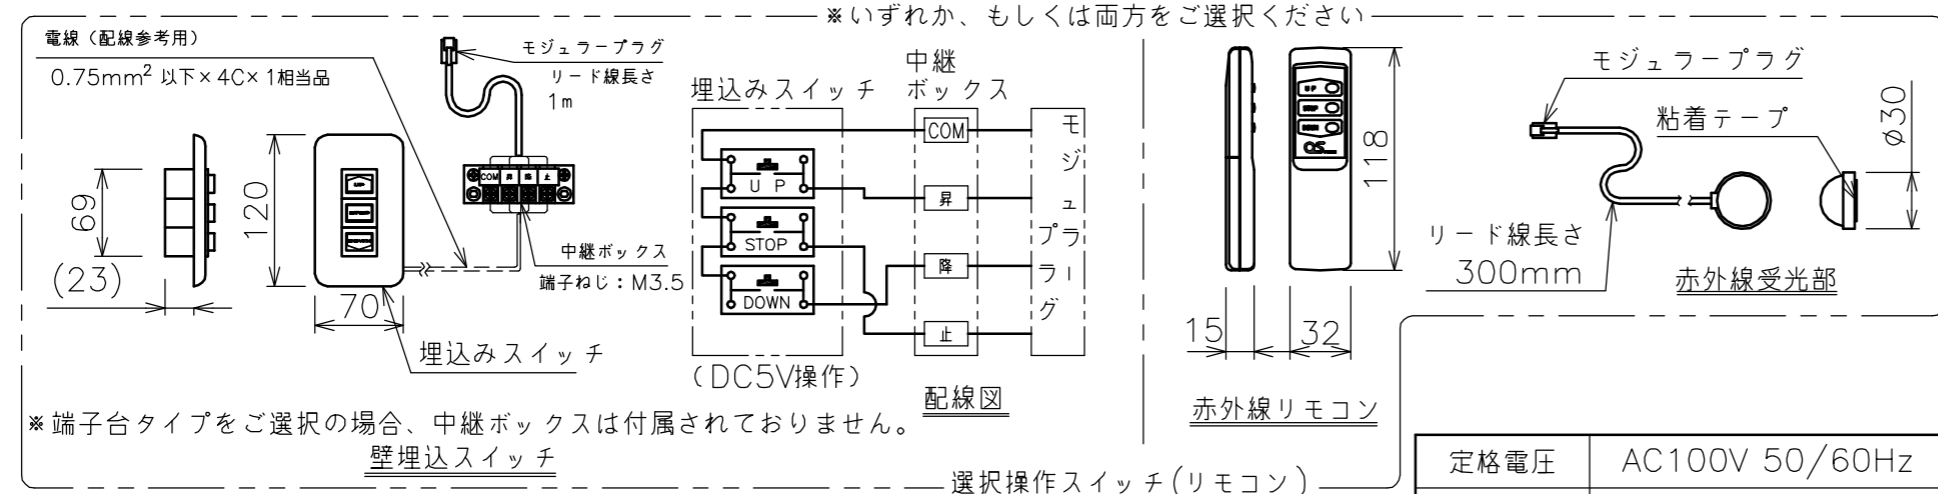 ※いずれか、もしくは両方をご選択ください
電線（配線参考用）
0.75mm² 以下×4C×1相当品
モジュラープラグ
リード線長さ
1m
69
(23)
120
70
UP
COM 昇 降 止
中継ボックス
端子ねじ：M3.5
埋込みスイッチ
埋込みスイッチ
中継
ボックス
UP
STOP
DOWN
COM
昇
降
止
モジュラープラグ
(DC5V操作)
配線図
※端子台タイプをご選択の場合、中継ボックスは付属されておりません。
壁埋込スイッチ
UP
STOP
DOWN
OS
118
15
32
赤外線リモコン
モジュラープラグ
粘着テープ
ø30
リード線長さ
300mm
赤外線受光部
選択操作スイッチ(リモコン)
定格電圧 AC100V 50/60Hz